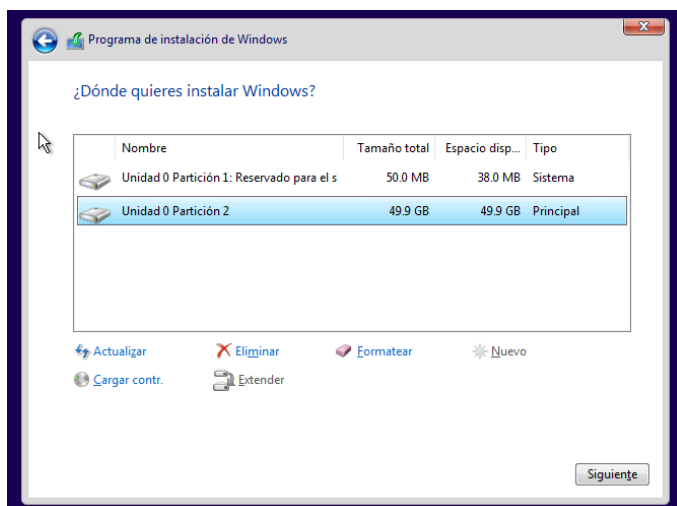 Programa de instalación de Windows
¿Dónde quieres instalar Windows?
Nombre Tamaño total Espacio disp... Tipo
Unidad 0 Partición 1: Reservado para el s 50.0 MB 38.0 MB Sistema
Unidad 0 Partición 2 49.9 GB 49.9 GB Principal
Actualizar Eliminar Formatear Nuevo
Cargar contr. Extender
Siguiente